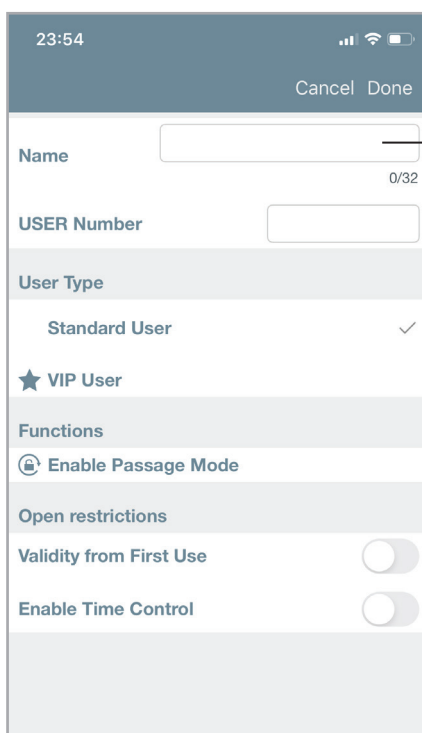 23:54
Cancel Done
Name
0/32
USER Number
User Type
Standard User
VIP User
Functions
Enable Passage Mode
Open restrictions
Validity from First Use
Enable Time Control